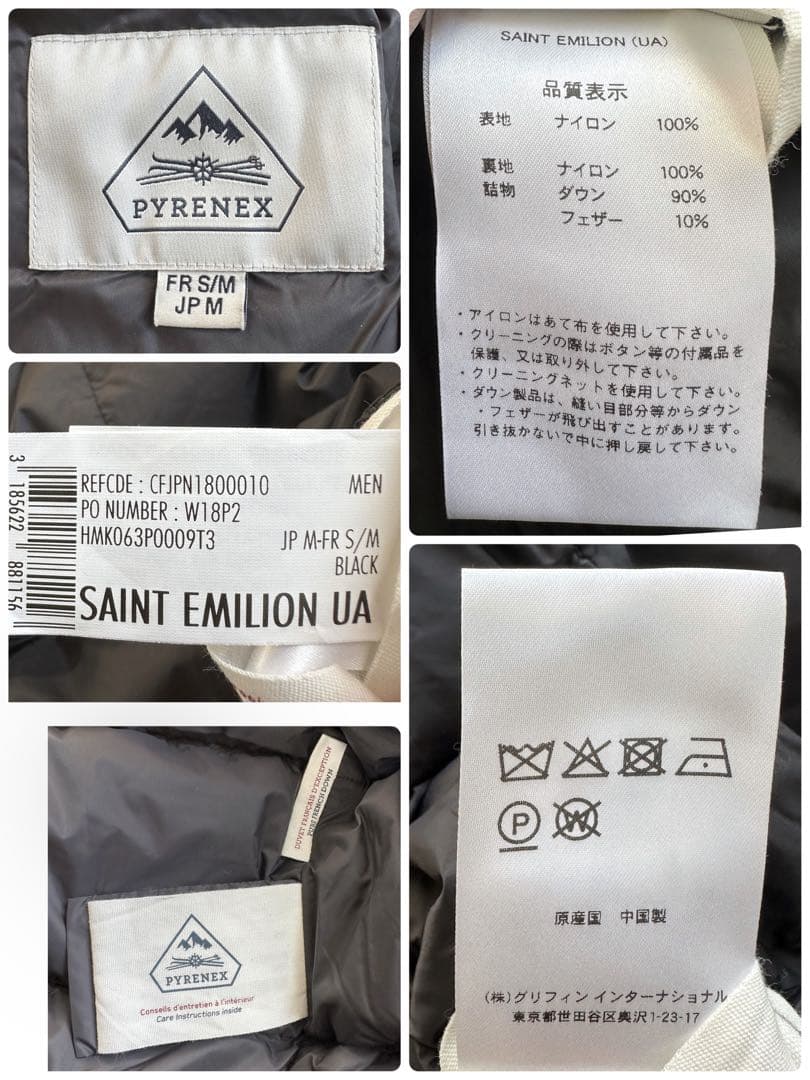 PYRENEX
FR S/M
JP M
SAINT EMILION (UA)
品質表示
表地 ナイロン 100%
裏地 ナイロン 100%
詰物 ダウン 90%
フェザー 10%
・アイロンはあて布を使用して下さい。
・クリーニングの際はボタン等の付属品を
保護、又は取り外して下さい。
・クリーニングネットを使用して下さい。
・ダウン製品は、縫い目部分等からダウン
・フェザーが飛び出すことがあります。
引き抜かないで中に押し戻して下さい。
3 185622 881156
REFCDE : CFJPN1800010 MEN
PO NUMBER : W18P2
HMK063P0009T3 JP M-FR S/M
BLACK
SAINT EMILION UA
DUVET FRANÇAIS D'EXCEPTION
PURE FRENCH DOWN
PYRENEX
Conseils d'entretien à l'intérieur
Care Instructions inside
P
W
原産国 中国製
(株)グリフィン インターナショナル
東京都世田谷区奥沢1-23-17